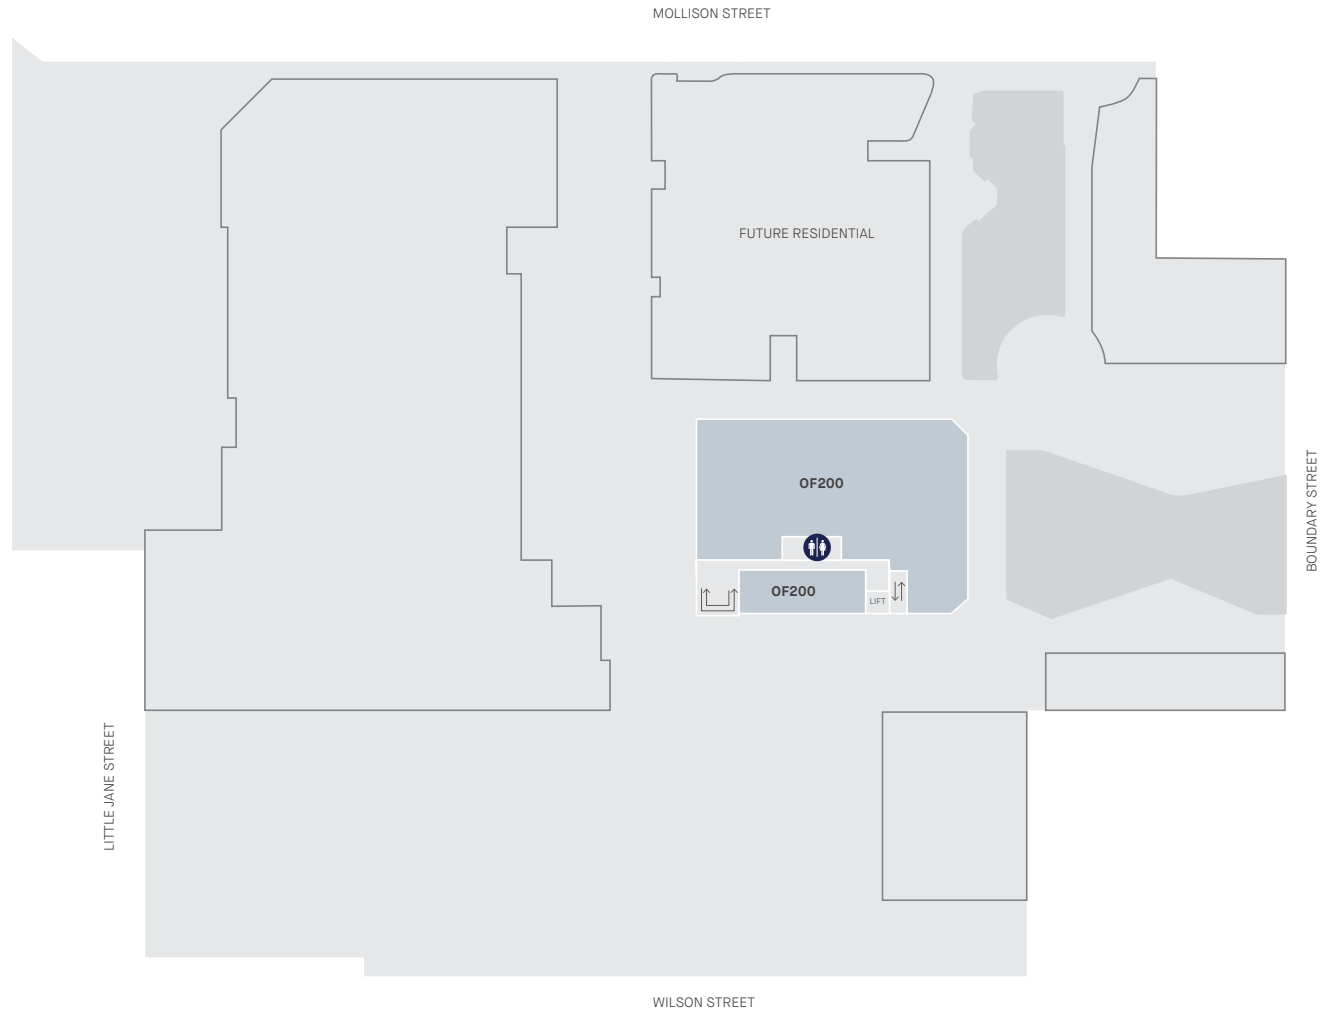 MOLLISON STREET
FUTURE RESIDENTIAL
BOUNDARY STREET
OF200
OF200
LIFT
LITTLE JANE STREET
WILSON STREET